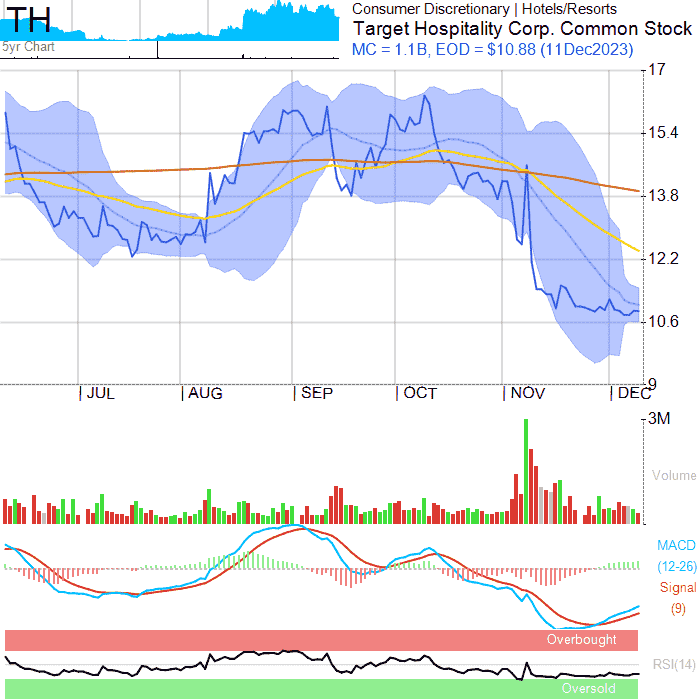 TH
5yr Chart
Consumer Discretionary | Hotels/Resorts
Target Hospitality Corp. Common Stock
MC = 1.1B, EOD = $10.88 (11Dec2023)
17
15.4
13.8
12.2
10.6
9
JUL
AUG
SEP
OCT
NOV
DEC
3M
Volume
MACD
(12-26)
Signal
(9)
Overbought
RSI(14)
Oversold